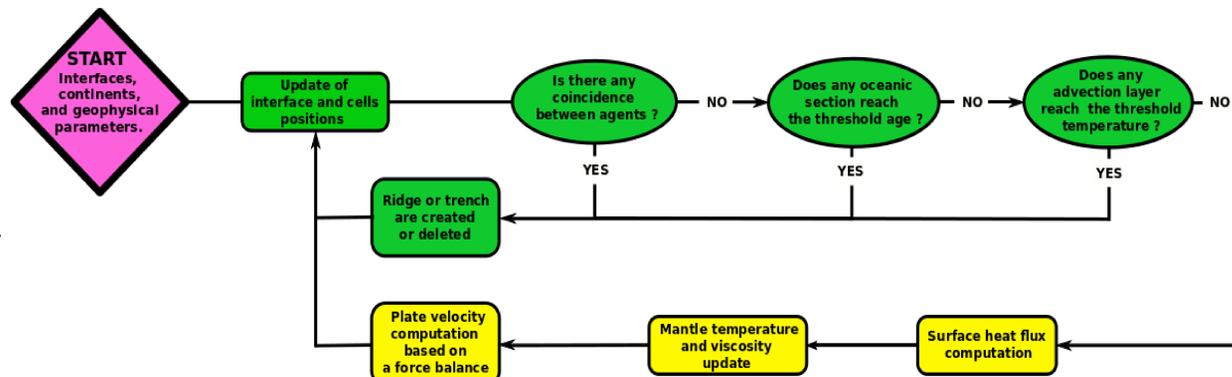 START
Interfaces,
continents,
and geophysical
parameters.
Update of
interface and cells
positions
Is there any
coincidence
between agents ?
NO
Does any oceanic
section reach
the threshold age ?
NO
Does any
advection layer
reach the threshold
temperature ?
NO
YES
YES
YES
Ridge or trench
are created
or deleted
Plate velocity
computation
based on
a force balance
Mantle temperature
and viscosity
update
Surface heat flux
computation